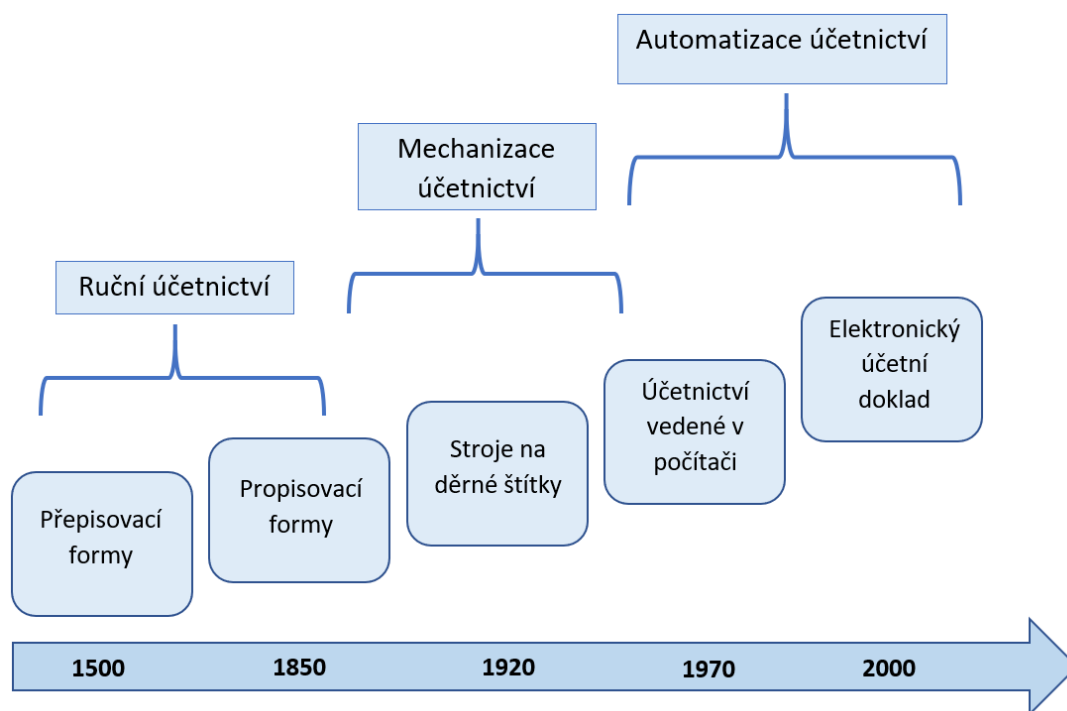 Automatizace účetnictví
Mechanizace
účetnictví
Ruční účetnictví
Elektronický
účetní
doklad
Účetnictví
vedené v
počítači
Stroje na
děrné štítky
Propisovací
formy
Přepisovací
formy
1500 1850 1920 1970 2000